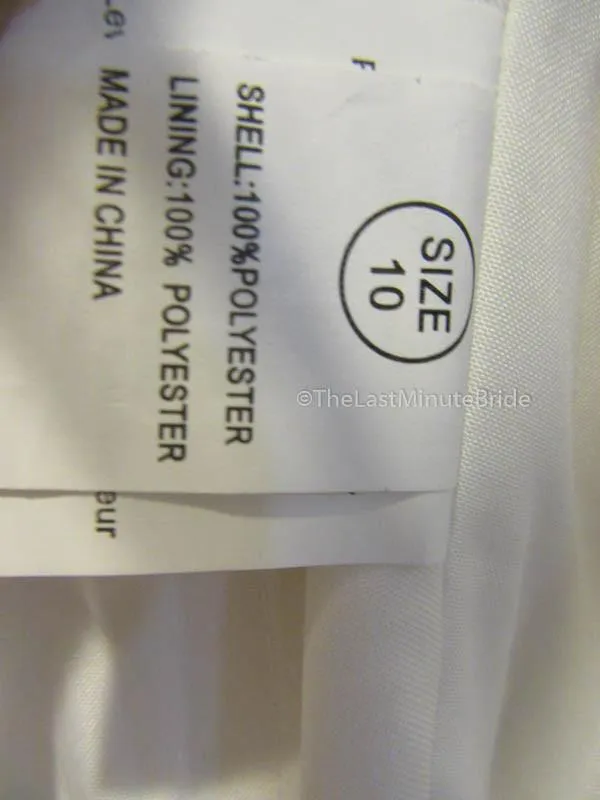 SIZE
10
SHELL:100%POLYESTER
LINING:100% POLYESTER
MADE IN CHINA
©TheLastMinuteBride